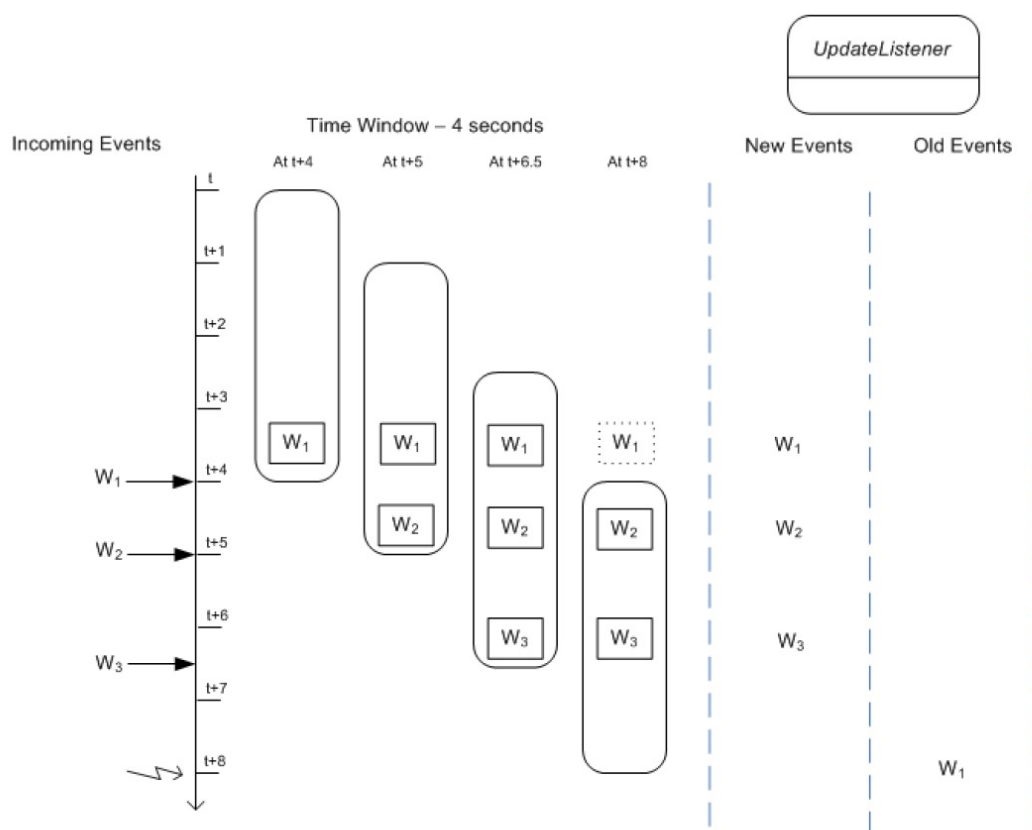 UpdateListener
Time Window – 4 seconds
Incoming Events
New Events
Old Events
At t+4
At t+5
At t+6.5
At t+8
t
t+1
t+2
t+3
W₁
W₁
W₁
W₁
W₁
t+4
W₁
W₂
W₂
W₂
W₂
t+5
W₂
t+6
W₃
W₃
W₃
W₃
t+7
t+8
W₁